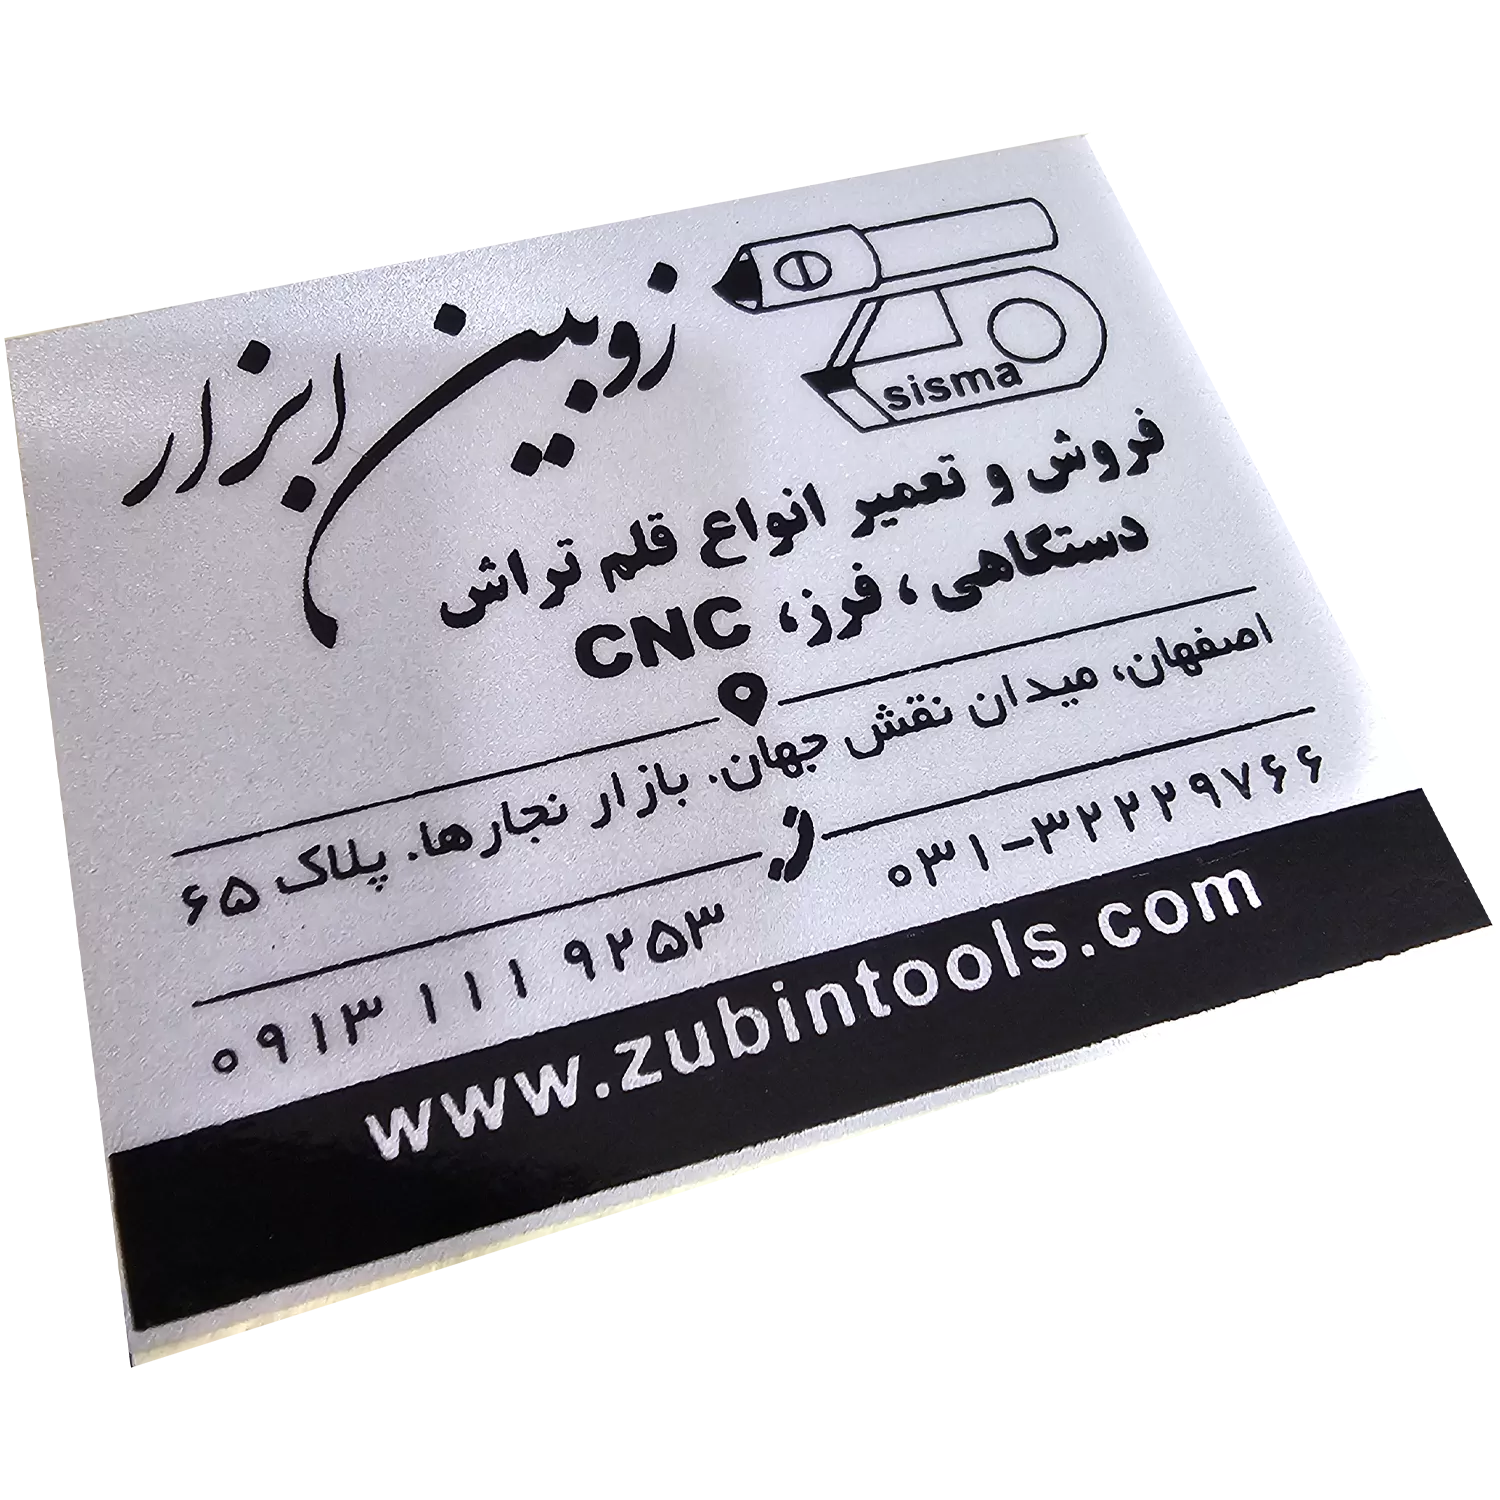 زوبین ابزار
sisma
فروش و تعمیر انواع قلم تراش
دستگاهی، فرز، CNC
اصفهان، میدان نقش جهان، بازار نجارها، پلاک ۶۵
۰۳۱-۳۲۲۲۹۷۶۶
۰۹۱۳ ۱۱۱ ۹۲۵۳
www.zubintools.com